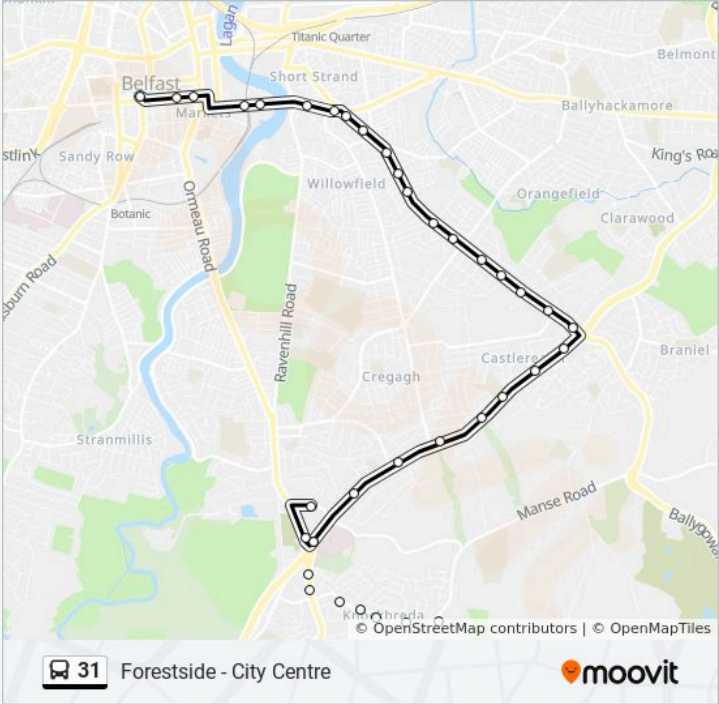 Lagan
Titanic Quarter
Belmont
Belfast
Short Strand
Markets
Ballyhackamore
Sandy Row
King's Roa
Willowfield
Orangefield
Botanic
Clarawood
Ormeau Road
sburn Road
Ravenhill Road
Braniel
Castlerea
Cregagh
Stranmillis
Manse Road
Ballygowa
© OpenStreetMap contributors | © OpenMapTiles
31 Forestside - City Centre
moovit